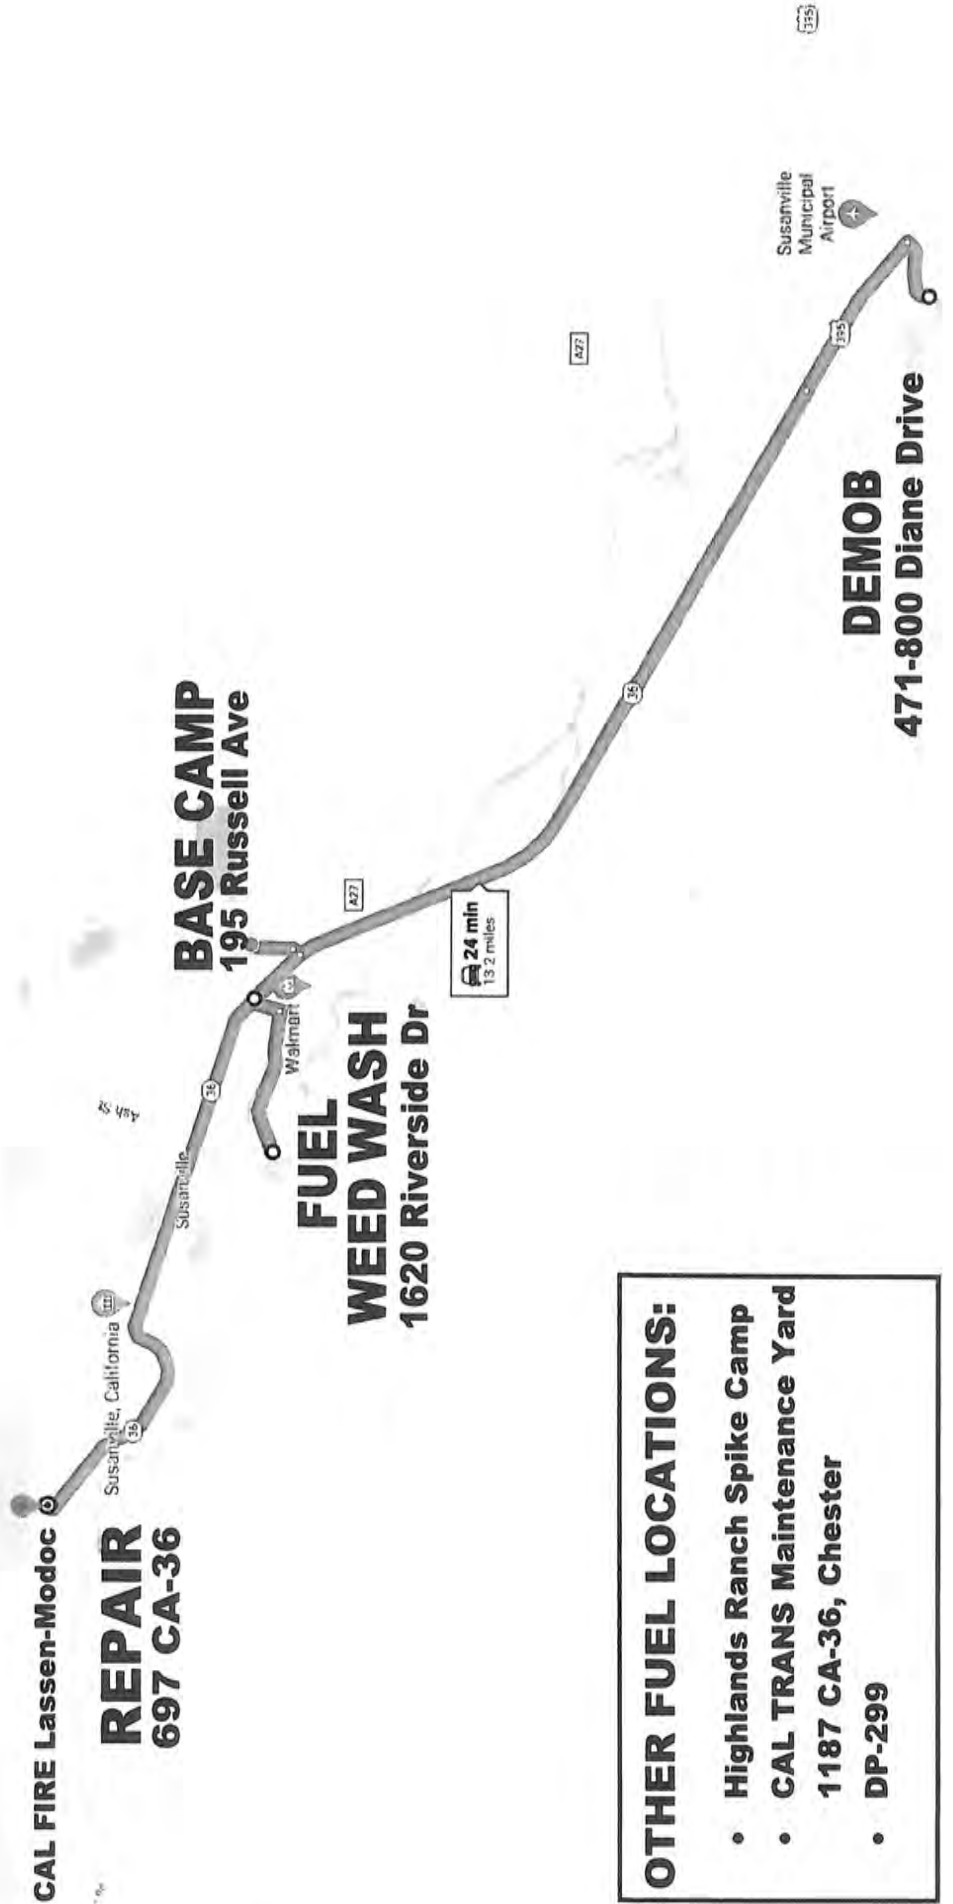 CAL FIRE Lassen-Modoc
REPAIR
697 CA-36
Susanville, California
36
Susanville
36
Ash St
BASE CAMP
195 Russell Ave
Walmart
FUEL
WEED WASH
1620 Riverside Dr
A27
24 min
13.2 miles
36
A27
395
Susanville
Municipal
Airport
395
DEMOB
471-800 Diane Drive
OTHER FUEL LOCATIONS:
• Highlands Ranch Spike Camp
• CAL TRANS Maintenance Yard
1187 CA-36, Chester
• DP-299